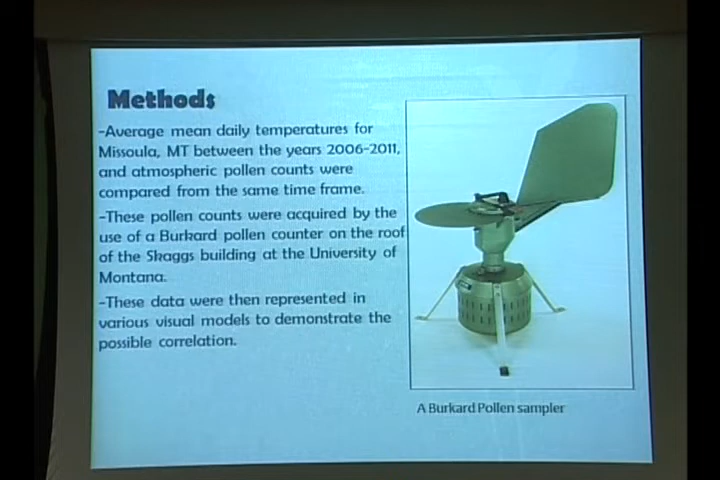 Methods
-Average mean daily temperatures for
Missoula, MT between the years 2006-2011,
and atmospheric pollen counts were
compared from the same time frame.
-These pollen counts were acquired by the
use of a Burkard pollen counter on the roof
of the Skaggs building at the University of
Montana.
-These data were then represented in
various visual models to demonstrate the
possible correlation.
A Burkard Pollen sampler